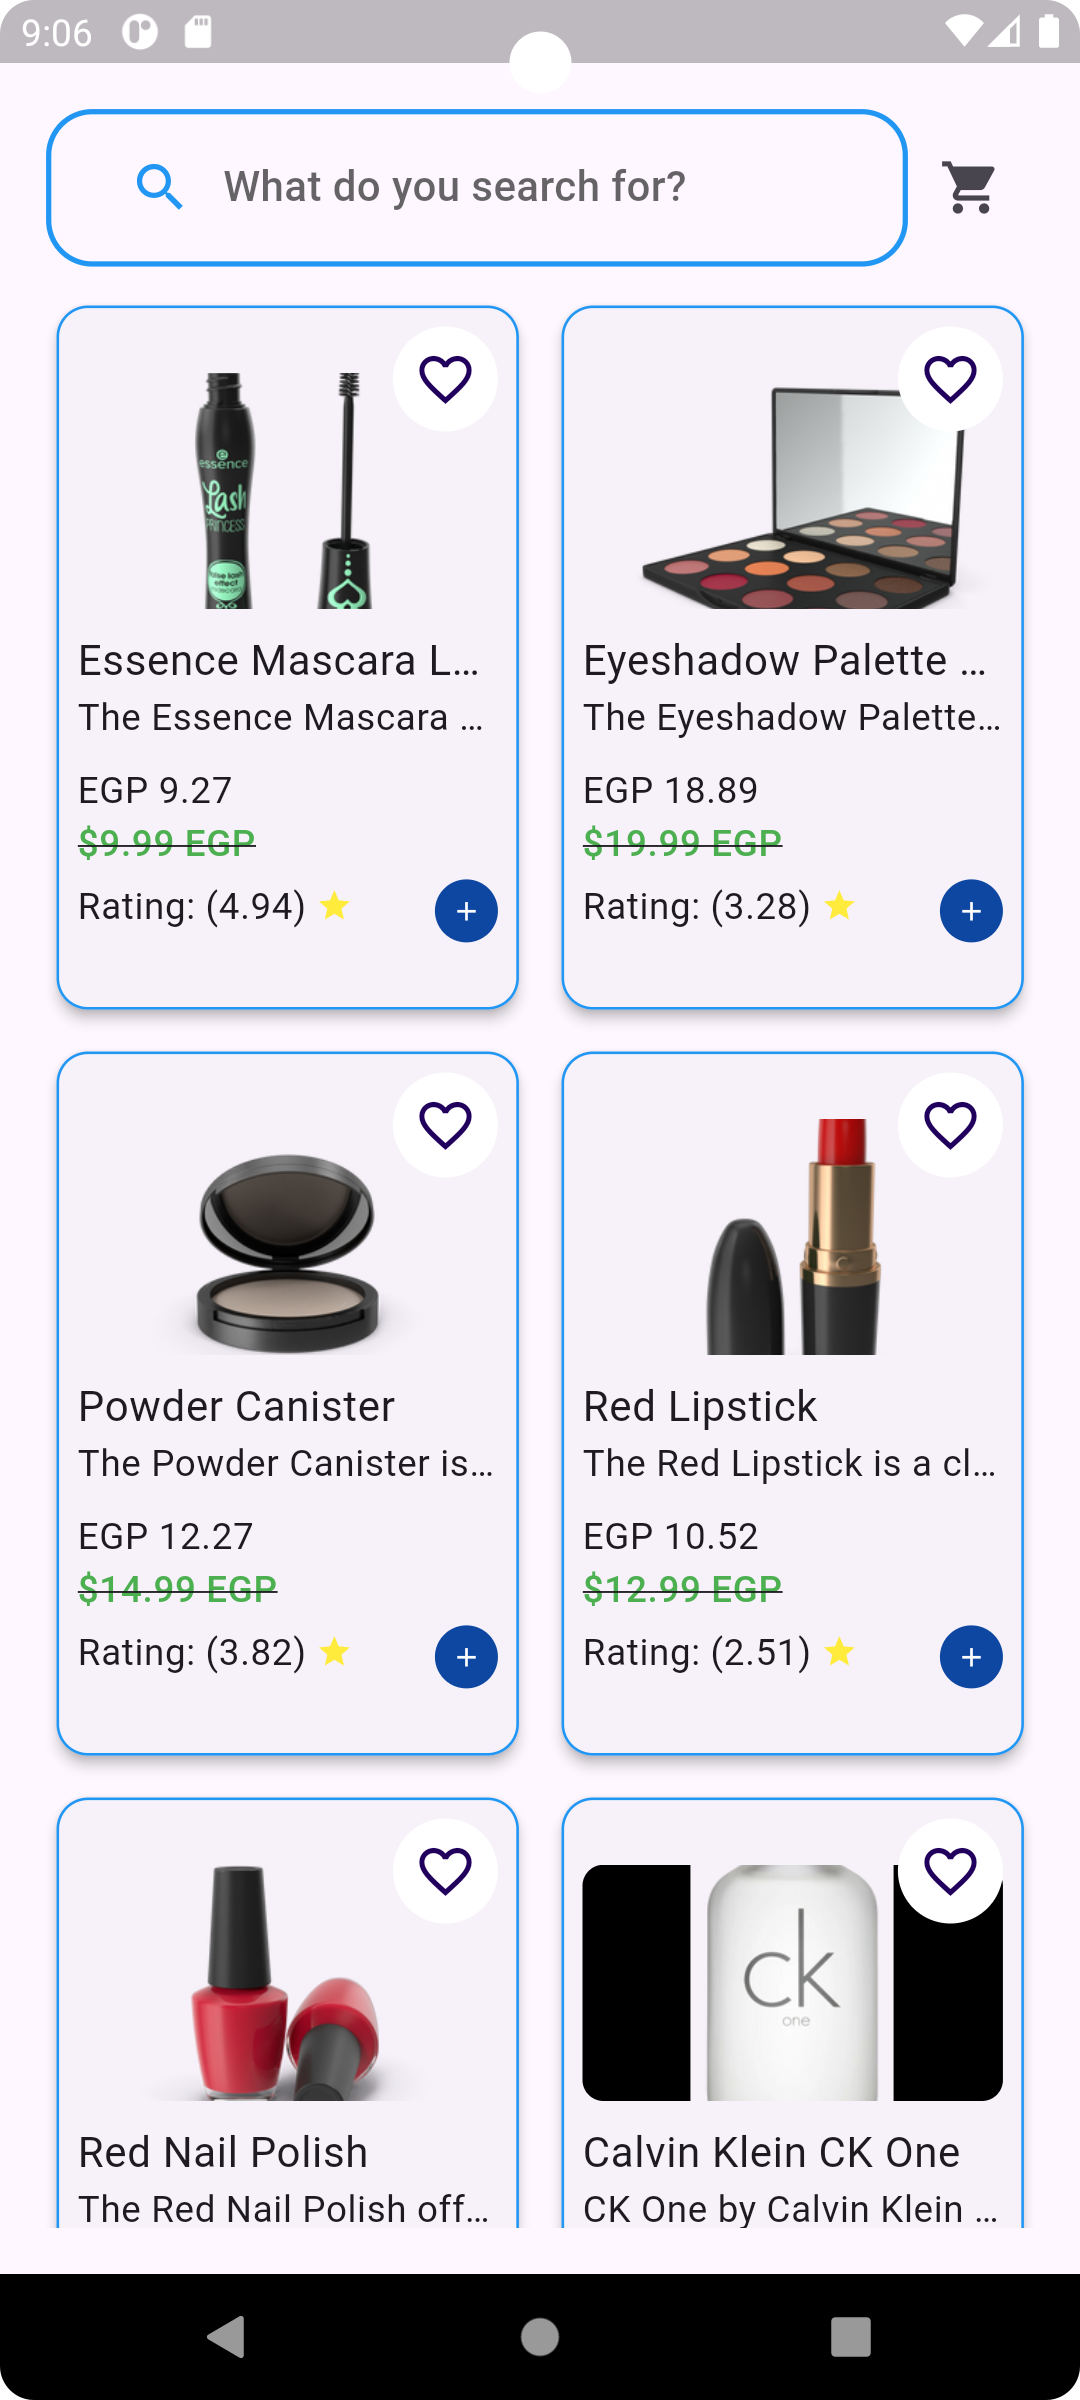 9:06
What do you search for?
essence
Lash
PRINCESS
false lash
effect
Essence Mascara L...
The Essence Mascara ...
EGP 9.27
$9.99 EGP
Rating: (4.94)
Eyeshadow Palette ...
The Eyeshadow Palette...
EGP 18.89
$19.99 EGP
Rating: (3.28)
Powder Canister
The Powder Canister is...
EGP 12.27
$14.99 EGP
Rating: (3.82)
Red Lipstick
The Red Lipstick is a cl...
EGP 10.52
$12.99 EGP
Rating: (2.51)
Red Nail Polish
The Red Nail Polish off...
ck
one
Calvin Klein CK One
CK One by Calvin Klein ...